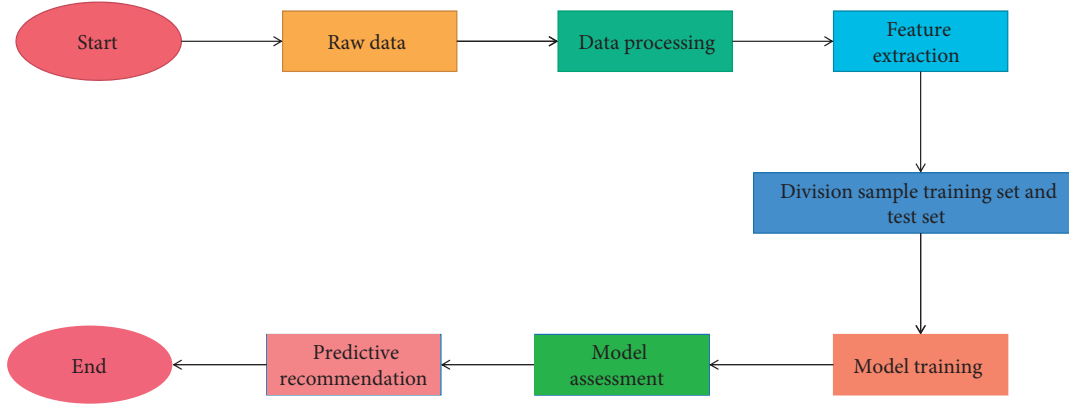 Start
Raw data
Data processing
Feature
extraction
Division sample training set and
test set
Model training
Model
assessment
Predictive
recommendation
End